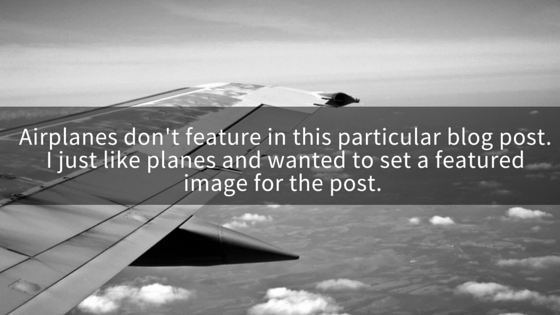 Airplanes don't feature in this particular blog post.
I just like planes and wanted to set a featured
image for the post.